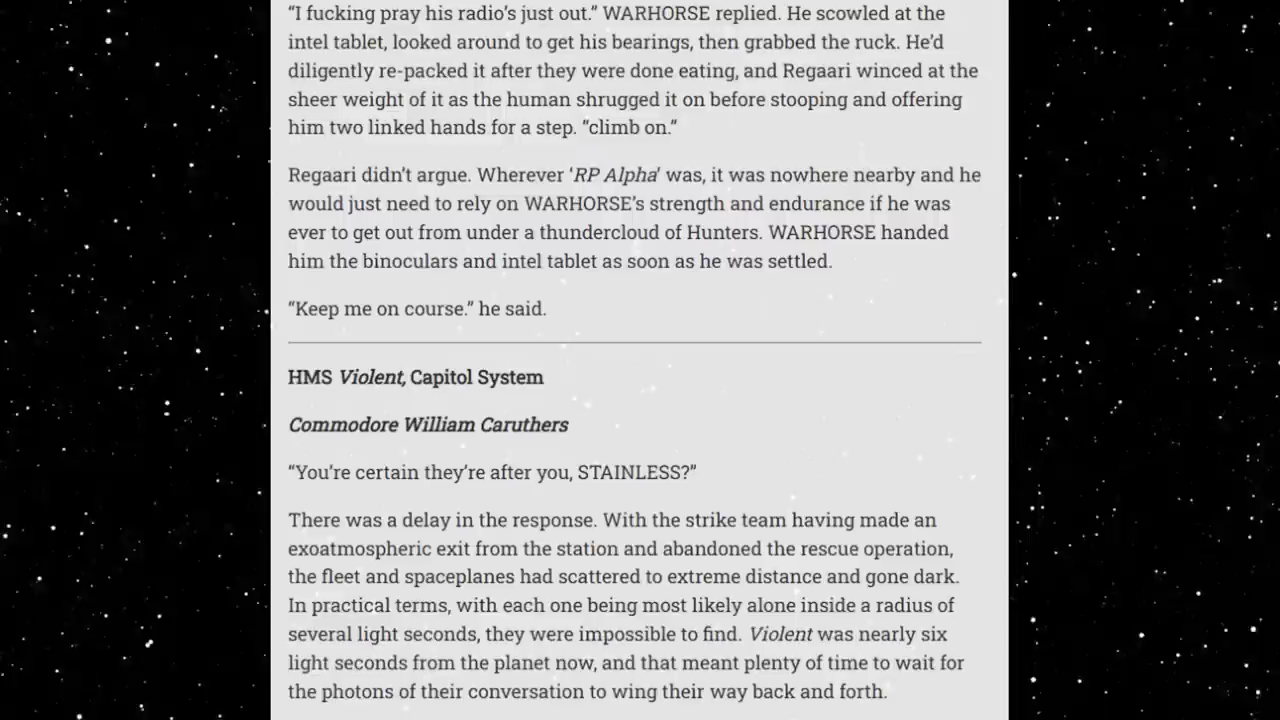 “I fucking pray his radio’s just out.” WARHORSE replied. He scowled at the
intel tablet, looked around to get his bearings, then grabbed the ruck. He’d
diligently re-packed it after they were done eating, and Regaari winced at the
sheer weight of it as the human shrugged it on before stooping and offering
him two linked hands for a step. “climb on.”
Regaari didn’t argue. Wherever ‘RP Alpha’ was, it was nowhere nearby and he
would just need to rely on WARHORSE’s strength and endurance if he was
ever to get out from under a thundercloud of Hunters. WARHORSE handed
him the binoculars and intel tablet as soon as he was settled.
“Keep me on course.” he said.
HMS Violent, Capitol System
Commodore William Caruthers
“You’re certain they’re after you, STAINLESS?”
There was a delay in the response. With the strike team having made an
exoatmospheric exit from the station and abandoned the rescue operation,
the fleet and spaceplanes had scattered to extreme distance and gone dark.
In practical terms, with each one being most likely alone inside a radius of
several light seconds, they were impossible to find. Violent was nearly six
light seconds from the planet now, and that meant plenty of time to wait for
the photons of their conversation to wing their way back and forth.